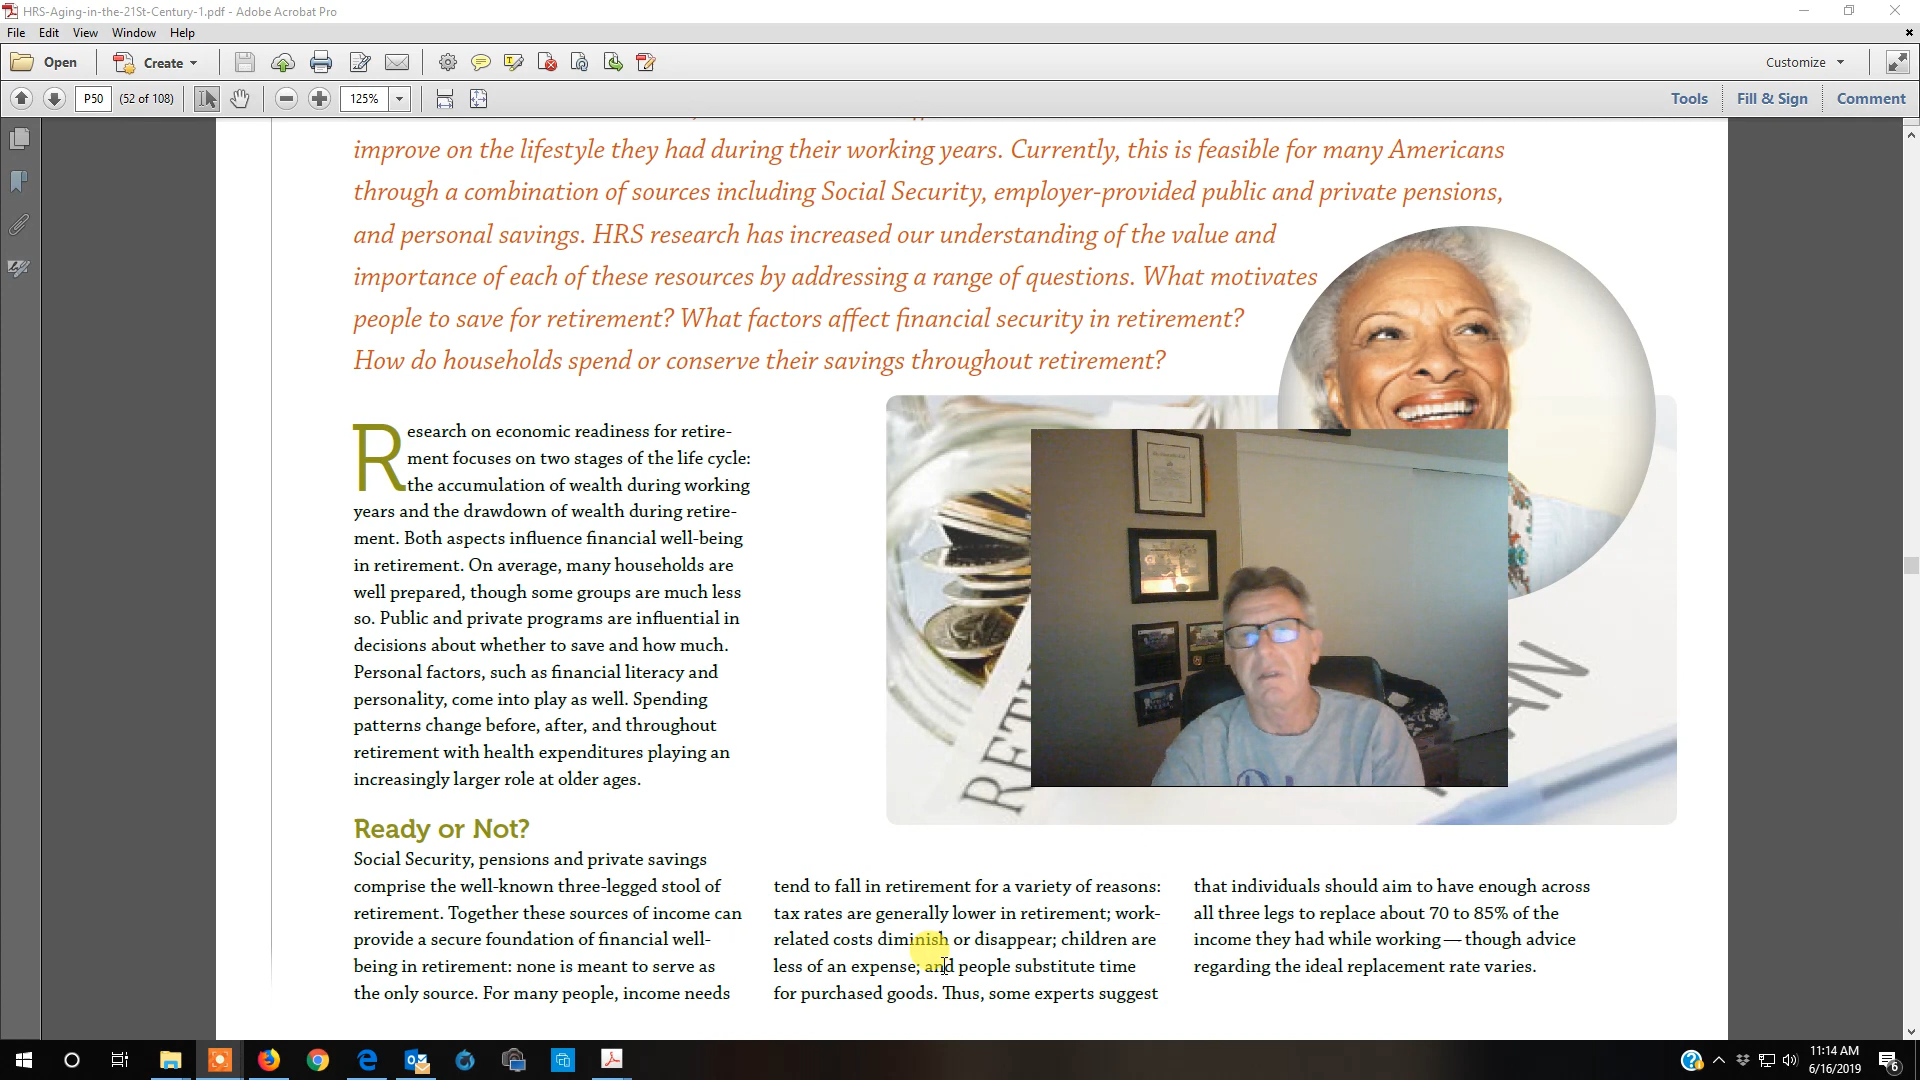 HRS-Aging-in-the-21St-Century-1.pdf - Adobe Acrobat Pro
File Edit View Window Help
Open Create Customize
P50 (52 of 108) 125% Tools Fill & Sign Comment
improve on the lifestyle they had during their working years. Currently, this is feasible for many Americans
through a combination of sources including Social Security, employer-provided public and private pensions,
and personal savings. HRS research has increased our understanding of the value and
importance of each of these resources by addressing a range of questions. What motivates
people to save for retirement? What factors affect financial security in retirement?
How do households spend or conserve their savings throughout retirement?
Research on economic readiness for retire-
ment focuses on two stages of the life cycle:
the accumulation of wealth during working
years and the drawdown of wealth during retire-
ment. Both aspects influence financial well-being
in retirement. On average, many households are
well prepared, though some groups are much less
so. Public and private programs are influential in
decisions about whether to save and how much.
Personal factors, such as financial literacy and
personality, come into play as well. Spending
patterns change before, after, and throughout
retirement with health expenditures playing an
increasingly larger role at older ages.
Ready or Not?
Social Security, pensions and private savings
comprise the well-known three-legged stool of
retirement. Together these sources of income can
provide a secure foundation of financial well-
being in retirement: none is meant to serve as
the only source. For many people, income needs
tend to fall in retirement for a variety of reasons:
tax rates are generally lower in retirement; work-
related costs diminish or disappear; children are
less of an expense; and people substitute time
for purchased goods. Thus, some experts suggest
that individuals should aim to have enough across
all three legs to replace about 70 to 85% of the
income they had while working — though advice
regarding the ideal replacement rate varies.
11:14 AM
6/16/2019
6